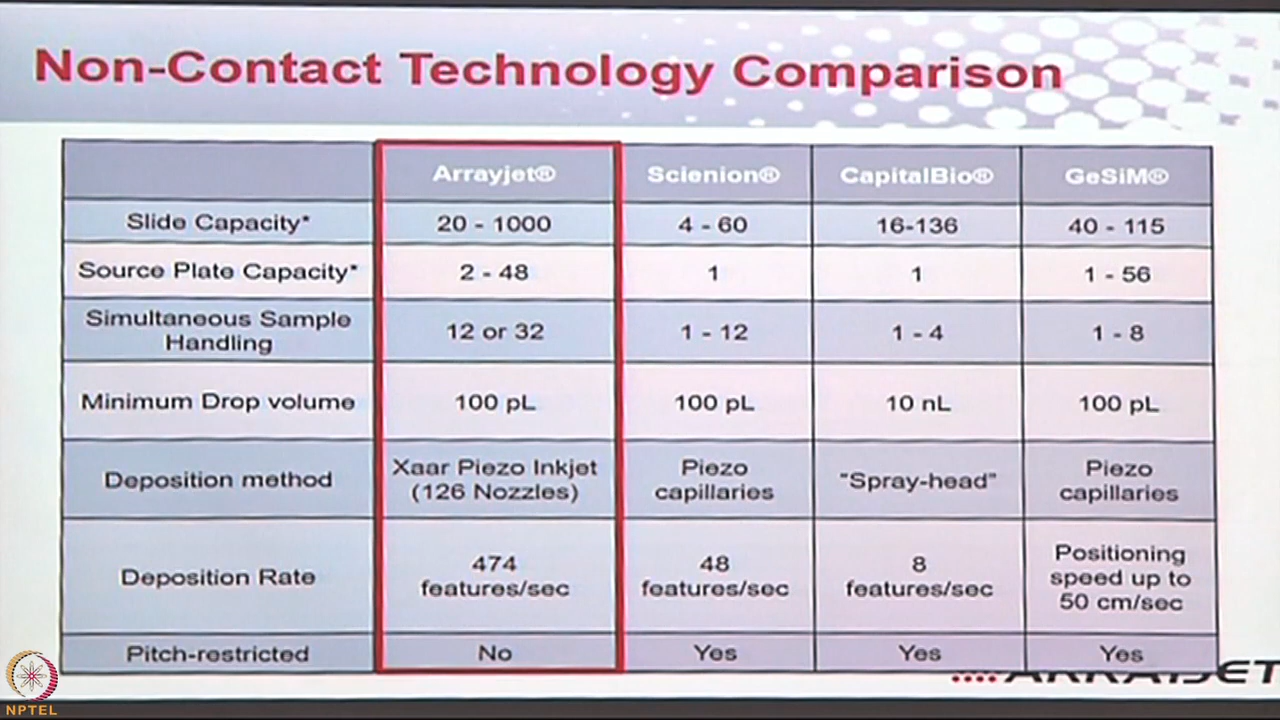 Non-Contact Technology Comparison
Arrayjet® Scienion® CapitalBio® GeSiM®
Slide Capacity* 20 - 1000 4 - 60 16-136 40 - 115
Source Plate Capacity* 2 - 48 1 1 1 - 56
Simultaneous Sample
Handling 12 or 32 1 - 12 1 - 4 1 - 8
Minimum Drop volume 100 pL 100 pL 10 nL 100 pL
Deposition method Xaar Piezo Inkjet
(126 Nozzles) Piezo
capillaries "Spray-head" Piezo
capillaries
Deposition Rate 474
features/sec 48
features/sec 8
features/sec Positioning
speed up to
50 cm/sec
Pitch-restricted No Yes Yes Yes
ARRAYJET
NPTEL